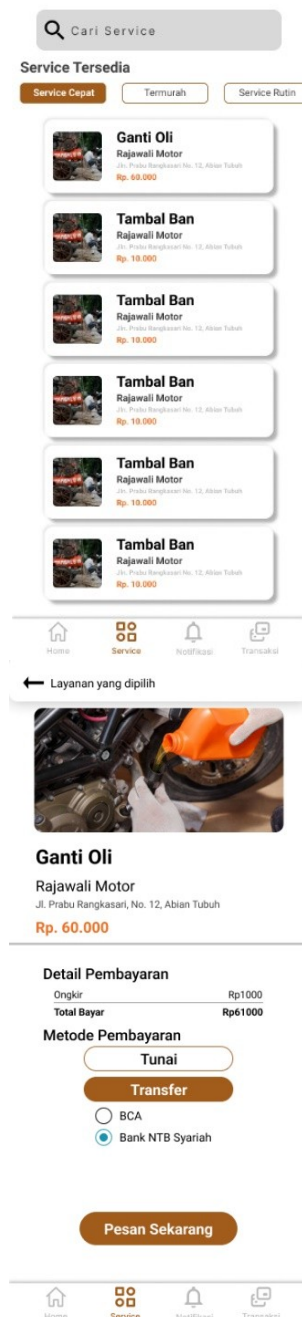 Cari Service
Service Tersedia
Service Cepat
Termurah
Service Rutin
Ganti Oli
Rajawali Motor
Jln. Prabu Rangkasari No. 12, Abian Tubuh
Rp. 60.000
Tambal Ban
Rajawali Motor
Jln. Prabu Rangkasari No. 12, Abian Tubuh
Rp. 10.000
Tambal Ban
Rajawali Motor
Jln. Prabu Rangkasari No. 12, Abian Tubuh
Rp. 10.000
Tambal Ban
Rajawali Motor
Jln. Prabu Rangkasari No. 12, Abian Tubuh
Rp. 10.000
Tambal Ban
Rajawali Motor
Jln. Prabu Rangkasari No. 12, Abian Tubuh
Rp. 10.000
Tambal Ban
Rajawali Motor
Jln. Prabu Rangkasari No. 12, Abian Tubuh
Rp. 10.000
Home Service Notifikasi Transaksi
Layanan yang dipilih
Ganti Oli
Rajawali Motor
Jl. Prabu Rangkasari, No. 12, Abian Tubuh
Rp. 60.000
Detail Pembayaran
Ongkir Rp1000
Total Bayar Rp61000
Metode Pembayaran
Tunai
Transfer
BCA
Bank NTB Syariah
Pesan Sekarang
Home Service Notifikasi Transaksi